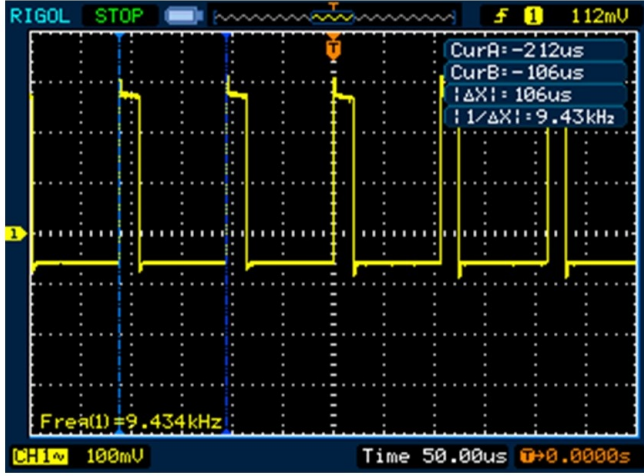 RIGOL STOP f 1 112mV
T
CurA:-212us
CurB:-106us
|ΔX|:106us
|1/ΔX|:9.43kHz
1
Freq(1)=9.434kHz
CH1~ 100mV Time 50.00us T→0.0000s